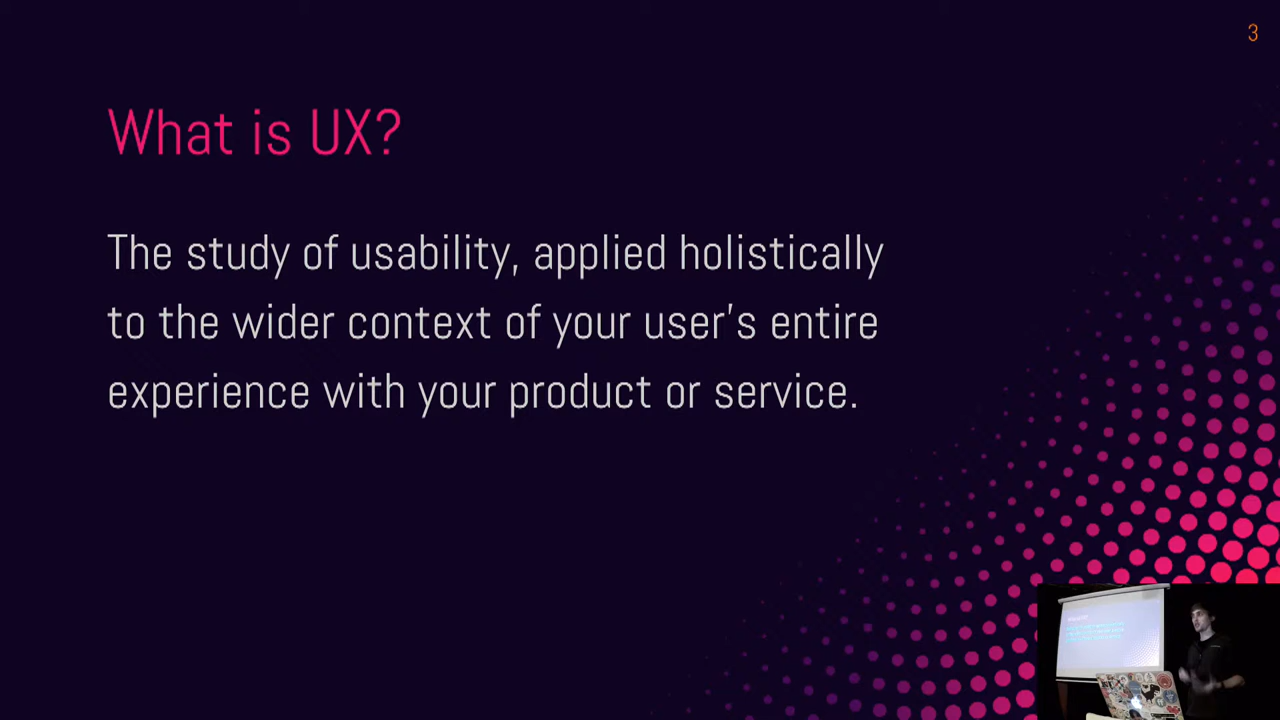 3
What is UX?
The study of usability, applied holistically
to the wider context of your user's entire
experience with your product or service.